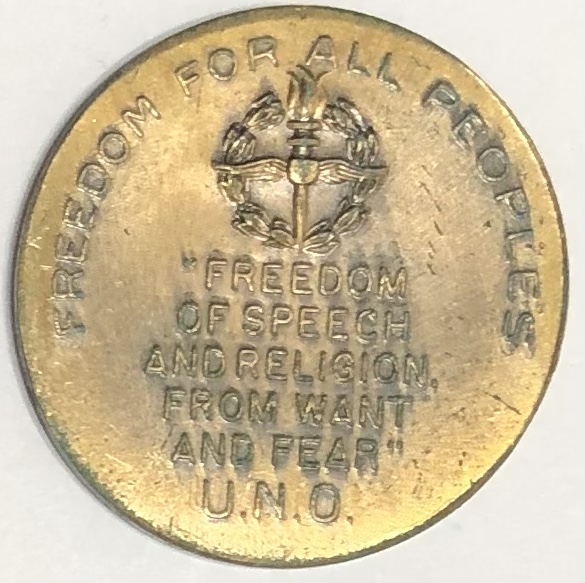 FREEDOM FOR ALL PEOPLES
"FREEDOM
OF SPEECH
AND RELIGION,
FROM WANT
AND FEAR"
U.N.O.